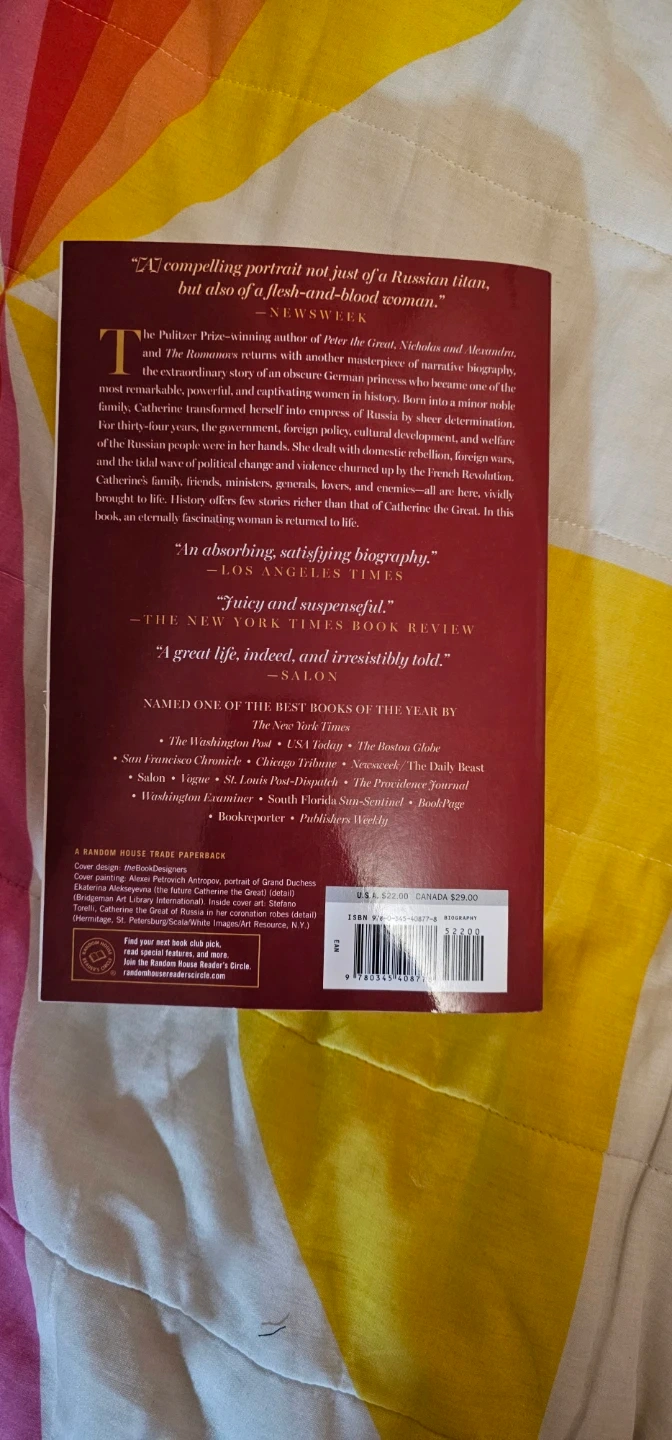 “[A] compelling portrait not just of a Russian titan,
but also of a flesh-and-blood woman.”
—NEWSWEEK
The Pulitzer Prize–winning author of Peter the Great, Nicholas and Alexandra,
and The Romanovs returns with another masterpiece of narrative biography,
the extraordinary story of an obscure German princess who became one of the
most remarkable, powerful, and captivating women in history. Born into a minor noble
family, Catherine transformed herself into empress of Russia by sheer determination.
For thirty-four years, the government, foreign policy, cultural development, and welfare
of the Russian people were in her hands. She dealt with domestic rebellion, foreign wars,
and the tidal wave of political change and violence churned up by the French Revolution.
Catherine’s family, friends, ministers, generals, lovers, and enemies—all are here, vividly
brought to life. History offers few stories richer than that of Catherine the Great. In this
book, an eternally fascinating woman is returned to life.
“An absorbing, satisfying biography.”
—LOS ANGELES TIMES
“Juicy and suspenseful.”
—THE NEW YORK TIMES BOOK REVIEW
“A great life, indeed, and irresistibly told.”
—SALON
NAMED ONE OF THE BEST BOOKS OF THE YEAR BY
The New York Times
• The Washington Post • USA Today • The Boston Globe
• San Francisco Chronicle • Chicago Tribune • Newsweek/The Daily Beast
• Salon • Vogue • St. Louis Post-Dispatch • The Providence Journal
• Washington Examiner • South Florida Sun-Sentinel • BookPage
• Bookreporter • Publishers Weekly
A RANDOM HOUSE TRADE PAPERBACK
Cover design: theBookDesigners
Cover painting: Alexei Petrovich Antropov, portrait of Grand Duchess
Ekaterina Alekseyevna (the future Catherine the Great) (detail)
(Bridgeman Art Library International). Inside cover art: Stefano
Torelli, Catherine the Great of Russia in her coronation robes (detail)
(Hermitage, St. Petersburg/Scala/White Images/Art Resource, N.Y.)
RANDOM HOUSE
READER'S CIRCLE
Find your next book club pick,
read special features, and more.
Join the Random House Reader’s Circle.
randomhousereaderscircle.com
U.S.A. $22.00 CANADA $29.00
ISBN 978-0-345-40877-8 BIOGRAPHY
52200
EAN
9 780345 40877